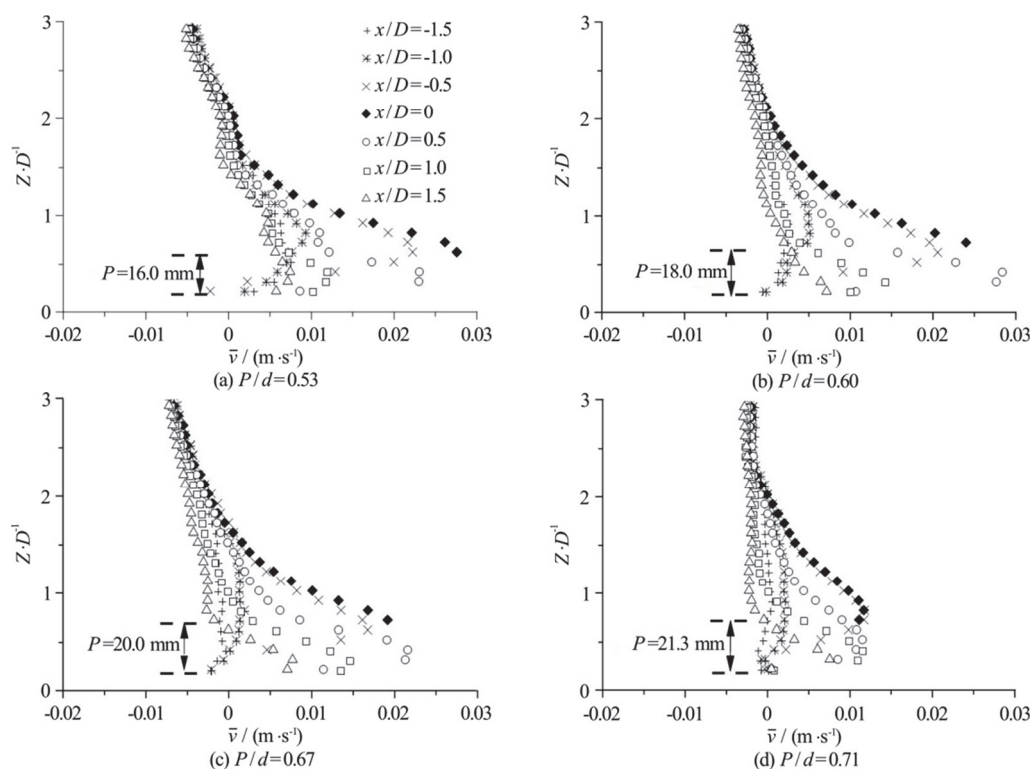 3
2
1
0
Z·D⁻¹
x/D=-1.5
x/D=-1.0
x/D=-0.5
x/D=0
x/D=0.5
x/D=1.0
x/D=1.5
P=16.0 mm
-0.02
-0.01
0
0.01
0.02
0.03
v̅ / (m·s⁻¹)
(a) P/d=0.53
3
2
1
0
Z·D⁻¹
P=18.0 mm
-0.02
-0.01
0
0.01
0.02
0.03
v̅ / (m·s⁻¹)
(b) P/d=0.60
3
2
1
0
Z·D⁻¹
P=20.0 mm
-0.02
-0.01
0
0.01
0.02
0.03
v̅ / (m·s⁻¹)
(c) P/d=0.67
3
2
1
0
Z·D⁻¹
P=21.3 mm
-0.02
-0.01
0
0.01
0.02
0.03
v̅ / (m·s⁻¹)
(d) P/d=0.71